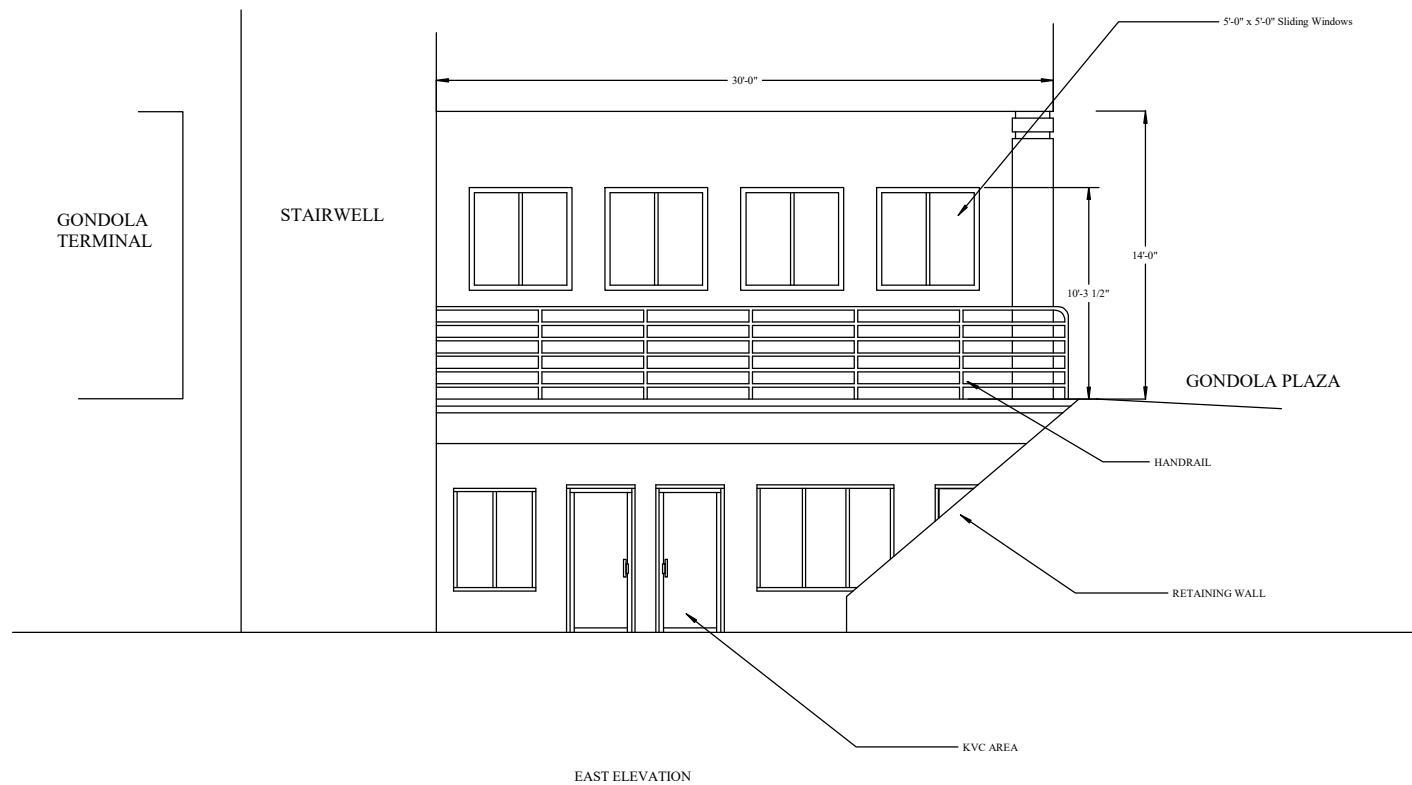 5'-0" x 5'-0" Sliding Windows
30'-0"
GONDOLA
TERMINAL
STAIRWELL
14'-0"
10'-3 1/2"
GONDOLA PLAZA
HANDRAIL
RETAINING WALL
KVC AREA
EAST ELEVATION